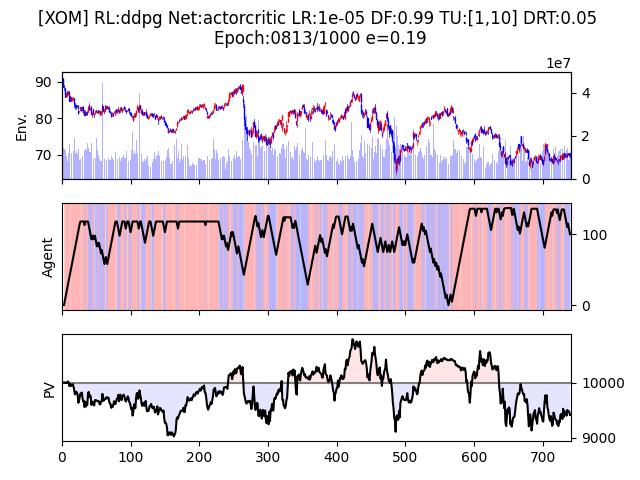 [XOM] RL:ddpg Net:actorcritic LR:1e-05 DF:0.99 TU:[1,10] DRT:0.05
Epoch:0813/1000 e=0.19
1e7
90
80
70
Env.
4
2
0
Agent
100
0
PV
10000
9000
0 100 200 300 400 500 600 700